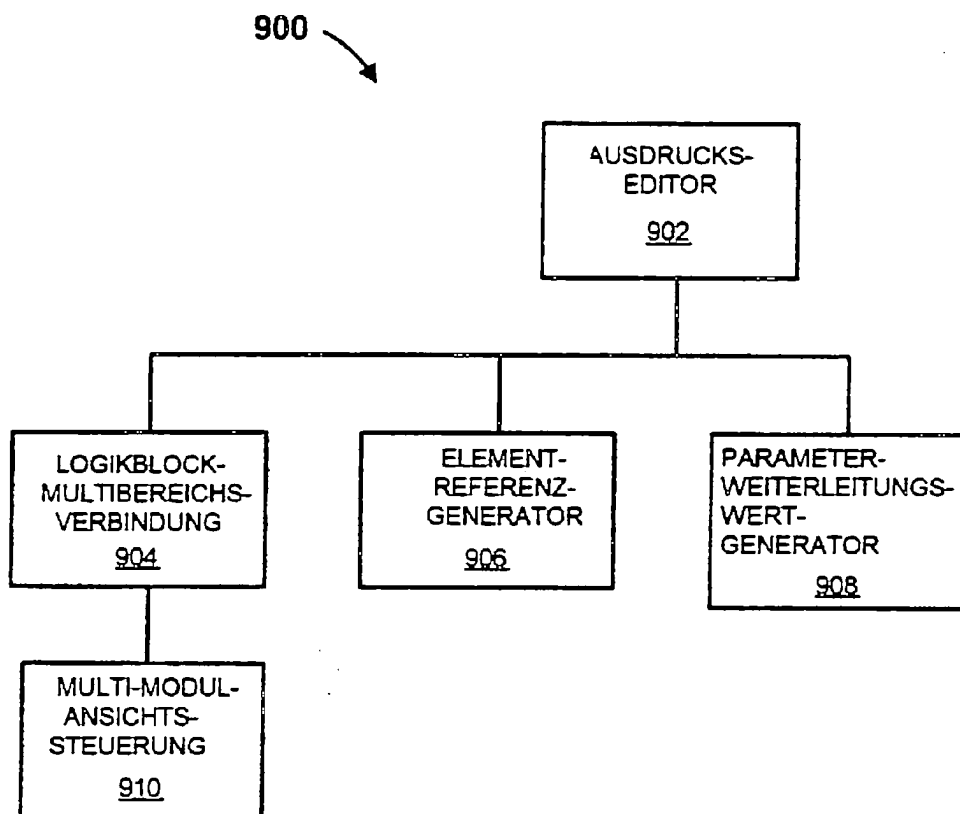 900
AUSDRUCKS-
EDITOR
902
LOGIKBLOCK-
MULTIBEREICHS-
VERBINDUNG
904
ELEMENT-
REFERENZ-
GENERATOR
906
PARAMETER-
WEITERLEITUNGS-
WERT-
GENERATOR
908
MULTI-MODUL-
ANSICHTS-
STEUERUNG
910